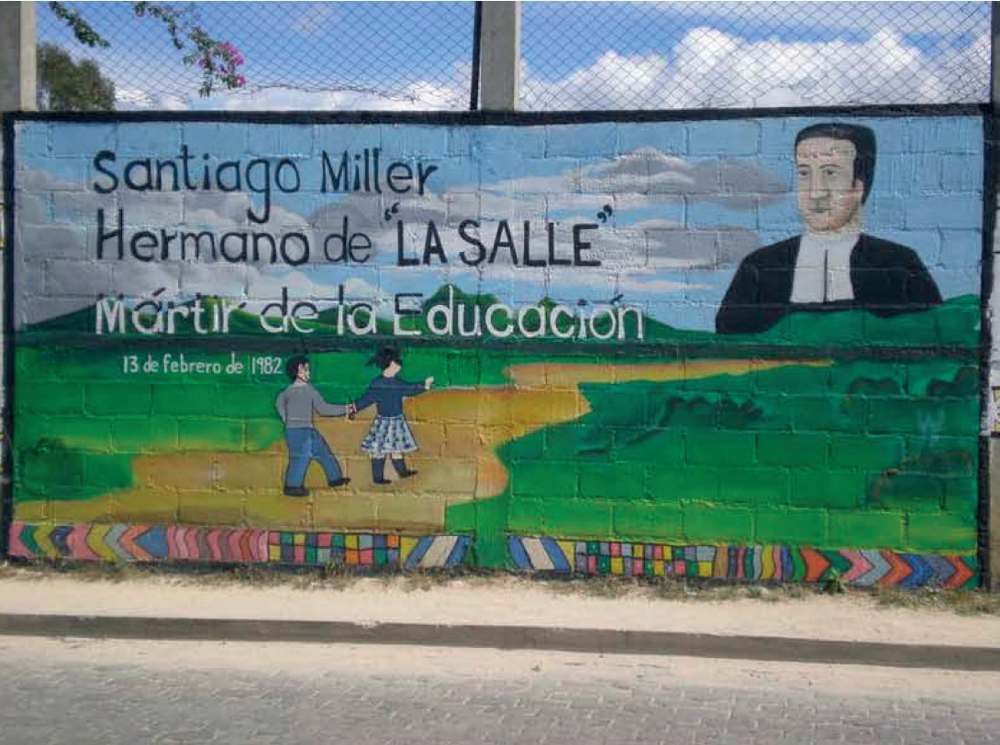 Santiago Miller
Hermano de "LA SALLE"
Mártir de la Educación
13 de febrero de 1982